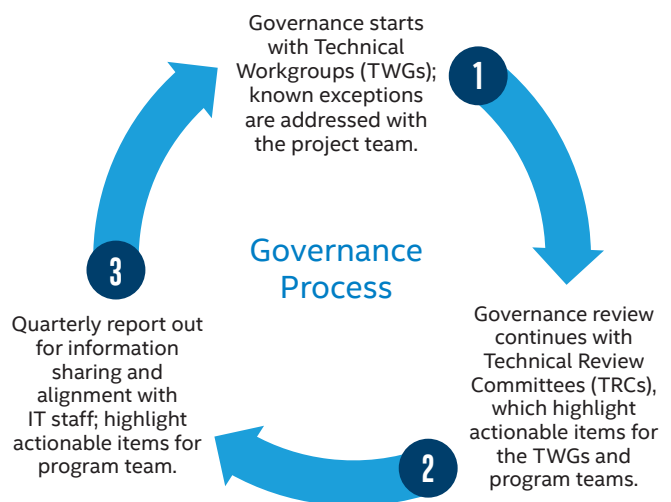 Governance starts
with Technical
Workgroups (TWGs);
known exceptions
are addressed with
the project team.
1
Governance
Process
Governance review
continues with
Technical Review
Committees (TRCs),
which highlight
actionable items for
the TWGs and
program teams.
2
3
Quarterly report out
for information
sharing and
alignment with
IT staff; highlight
actionable items for
program team.